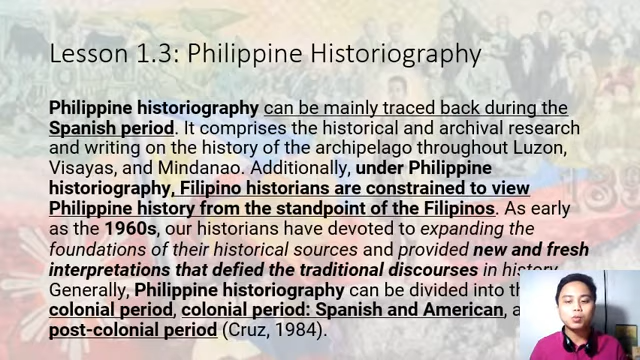 Lesson 1.3: Philippine Historiography
Philippine historiography can be mainly traced back during the
Spanish period. It comprises the historical and archival research
and writing on the history of the archipelago throughout Luzon,
Visayas, and Mindanao. Additionally, under Philippine
historiography, Filipino historians are constrained to view
Philippine history from the standpoint of the Filipinos. As early
as the 1960s, our historians have devoted to expanding the
foundations of their historical sources and provided new and fresh
interpretations that defied the traditional discourses in history.
Generally, Philippine historiography can be divided into
colonial period, colonial period: Spanish and American,
post-colonial period (Cruz, 1984).